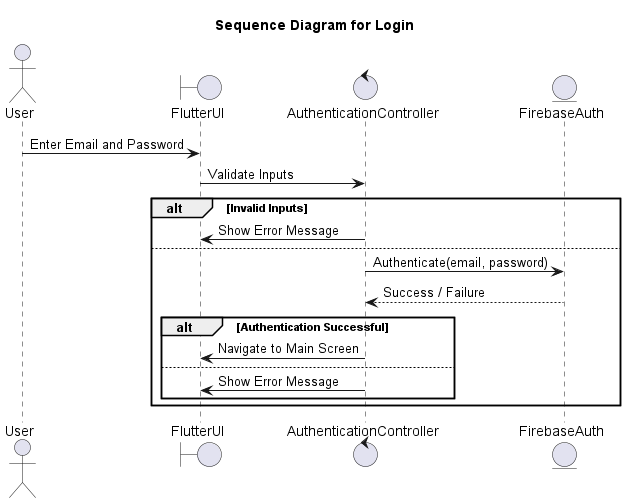 Sequence Diagram for Login
User
FlutterUI
AuthenticationController
FirebaseAuth
Enter Email and Password
Validate Inputs
alt
[Invalid Inputs]
Show Error Message
Authenticate(email, password)
Success / Failure
alt
[Authentication Successful]
Navigate to Main Screen
Show Error Message
User
FlutterUI
AuthenticationController
FirebaseAuth